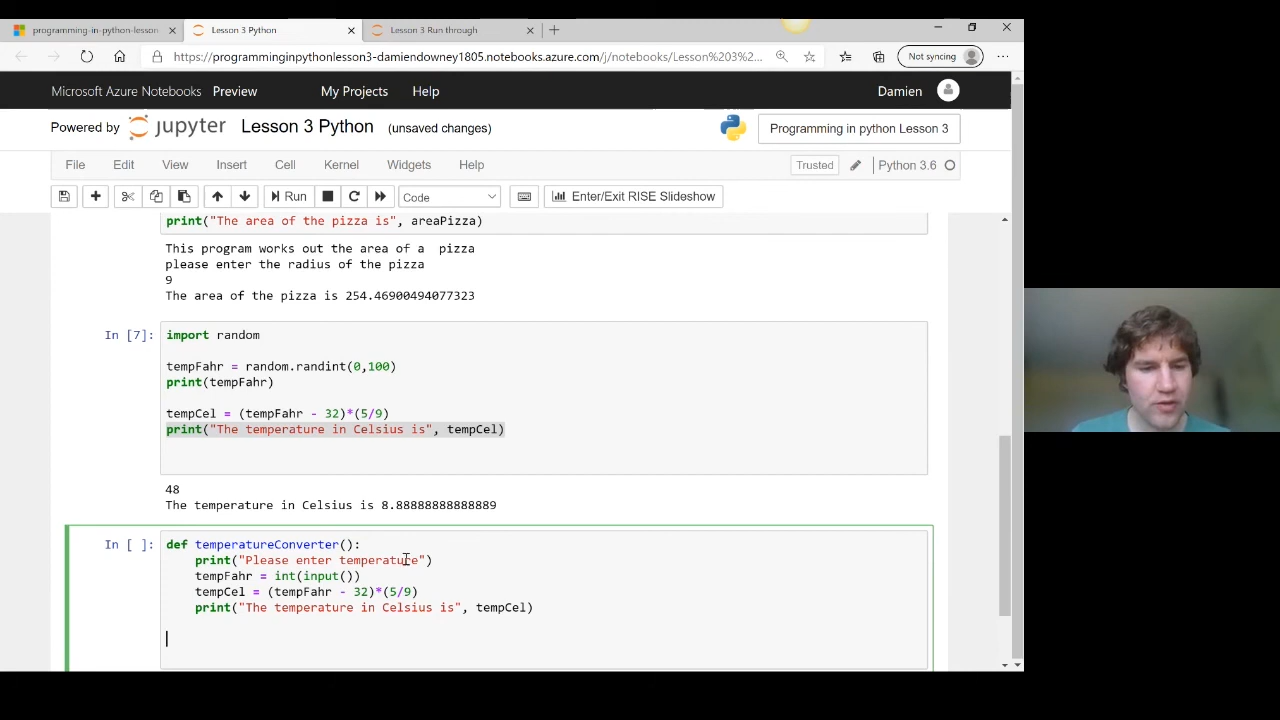 programming-in-python-lesson
Lesson 3 Python
Lesson 3 Run through
https://programminginpythonlesson3-damiendowney1805.notebooks.azure.com/j/notebooks/Lesson%203%2...
Not syncing
Microsoft Azure Notebooks Preview My Projects Help Damien
Powered by jupyter Lesson 3 Python (unsaved changes) Programming in python Lesson 3
File Edit View Insert Cell Kernel Widgets Help Trusted Python 3.6
Run Code Enter/Exit RISE Slideshow
print("The area of the pizza is", areaPizza)
This program works out the area of a  pizza
please enter the radius of the pizza
9
The area of the pizza is 254.46900494077323
In [7]: import random
tempFahr = random.randint(0,100)
print(tempFahr)
tempCel = (tempFahr - 32)*(5/9)
print("The temperature in Celsius is", tempCel)
48
The temperature in Celsius is 8.88888888888889
In [ ]: def temperatureConverter():
print("Please enter temperature")
tempFahr = int(input())
tempCel = (tempFahr - 32)*(5/9)
print("The temperature in Celsius is", tempCel)